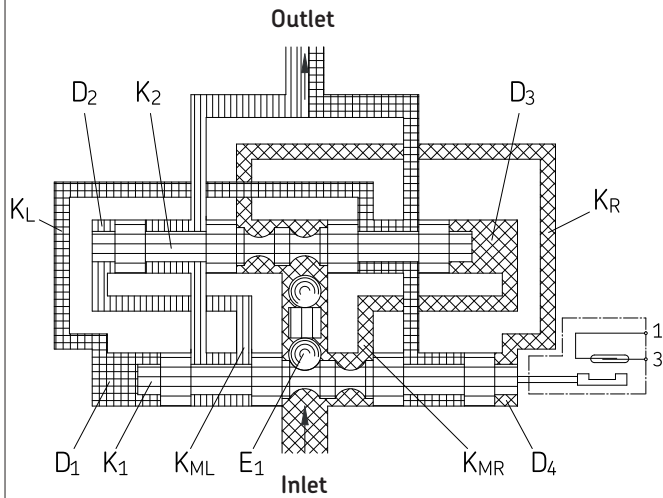 Outlet
D2 K2 D3
KL KR
1
3
D1 K1 KML E1 KMR D4
Inlet